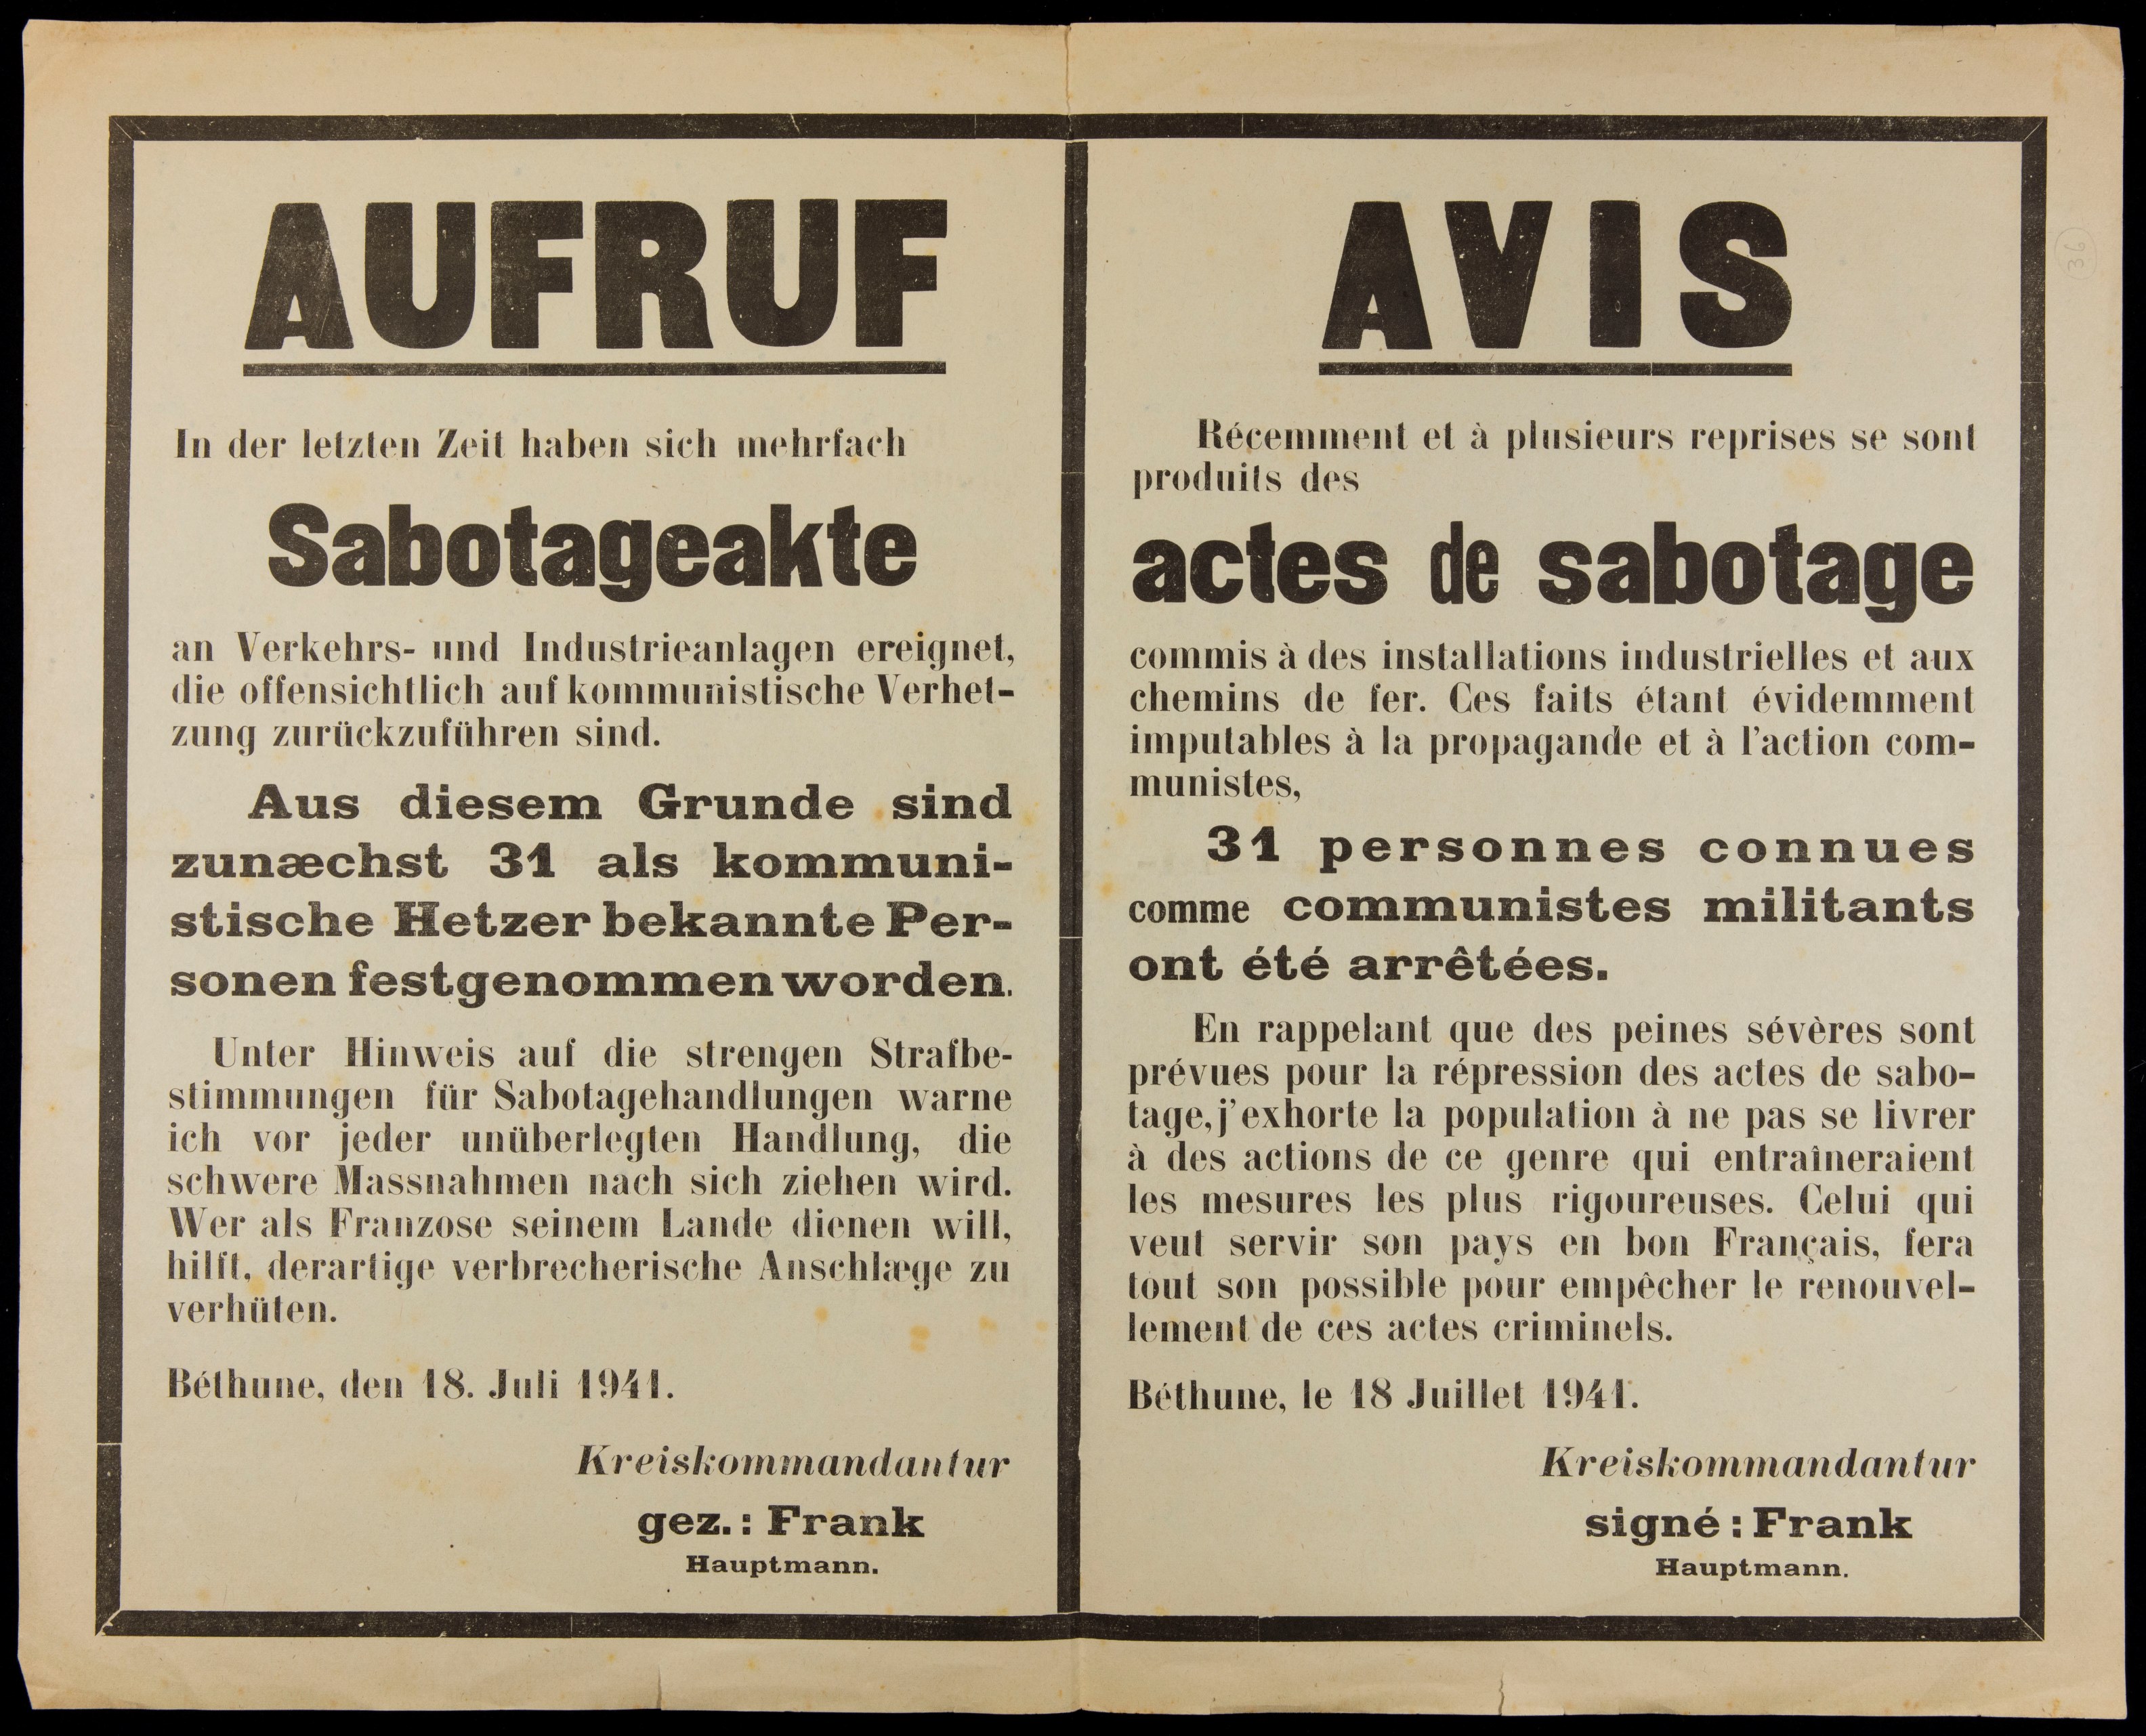 AUFRUF
In der letzten Zeit haben sich mehrfach
Sabotageakte
an Verkehrs- und Industrieanlagen ereignet,
die offensichtlich auf kommunistische Verhet-
zung zurückzuführen sind.
Aus diesem Grunde sind
zunæchst 31 als kommuni-
stische Hetzer bekannte Per-
sonen festgenommen worden.
Unter Hinweis auf die strengen Strafbe-
stimmungen für Sabotagehandlungen warne
ich vor jeder unüberlegten Handlung, die
schwere Massnahmen nach sich ziehen wird.
Wer als Franzose seinem Lande dienen will,
hilft, derartige verbrecherische Anschlæge zu
verhüten.
Béthune, den 18. Juli 1941.
Kreiskommandantur
gez.: Frank
Hauptmann.
AVIS
Récemment et à plusieurs reprises se sont
produits des
actes de sabotage
commis à des installations industrielles et aux
chemins de fer. Ces faits étant évidemment
imputables à la propagande et à l'action com-
munistes,
31 personnes connues
comme communistes militants
ont été arrêtées.
En rappelant que des peines sévères sont
prévues pour la répression des actes de sabo-
tage, j'exhorte la population à ne pas se livrer
à des actions de ce genre qui entraîneraient
les mesures les plus rigoureuses. Celui qui
veut servir son pays en bon Français, fera
tout son possible pour empêcher le renouvel-
lement de ces actes criminels.
Béthune, le 18 Juillet 1941.
Kreiskommandantur
signé : Frank
Hauptmann.
36